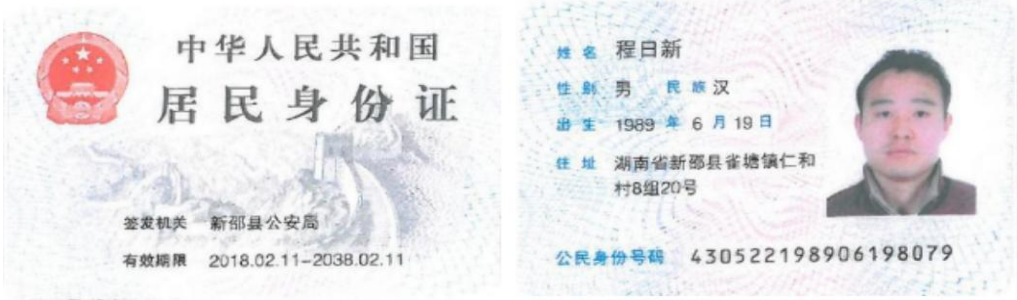 中华人民共和国
居民身份证
签发机关 新邵县公安局
有效期限 2018.02.11-2038.02.11
姓名 程日新
性别 男 民族 汉
出生 1989 年 6 月 19 日
住址 湖南省新邵县雀塘镇仁和
村8组20号
公民身份号码 430522198906198079